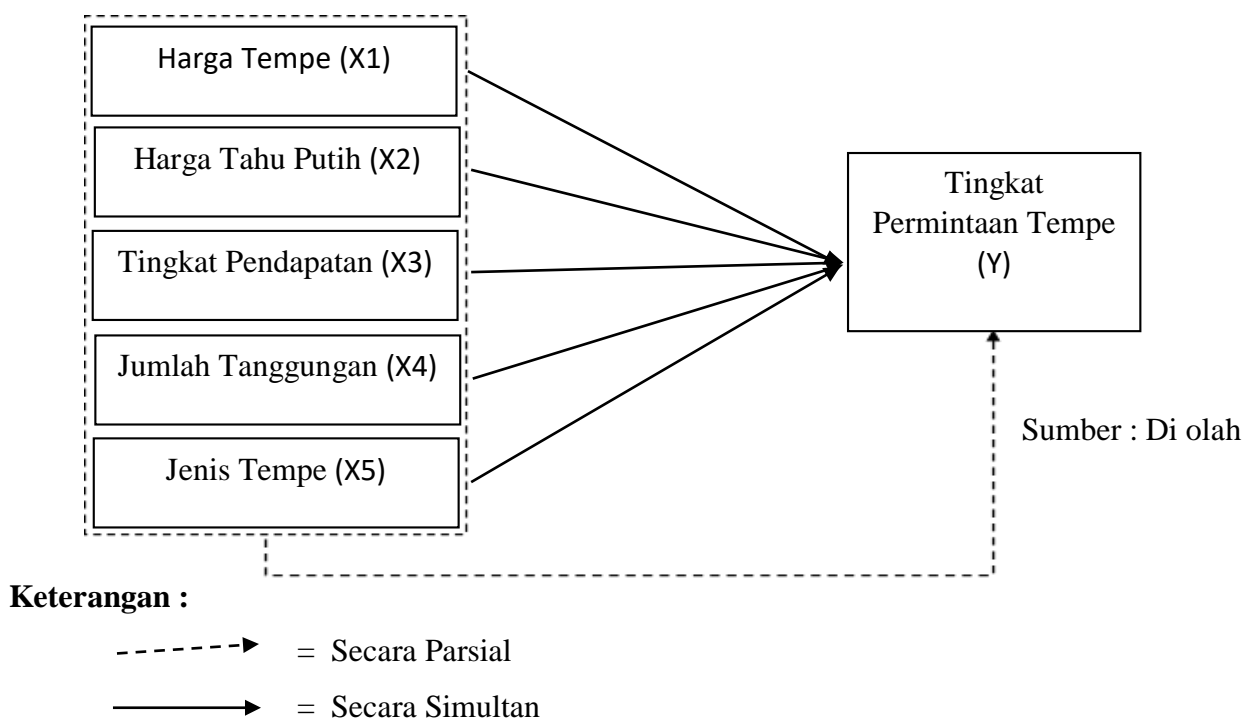 Harga Tempe (X1)
Harga Tahu Putih (X2)
Tingkat Pendapatan (X3)
Jumlah Tanggungan (X4)
Jenis Tempe (X5)
Tingkat
Permintaan Tempe
(Y)
Sumber : Di olah
Keterangan :
= Secara Parsial
= Secara Simultan